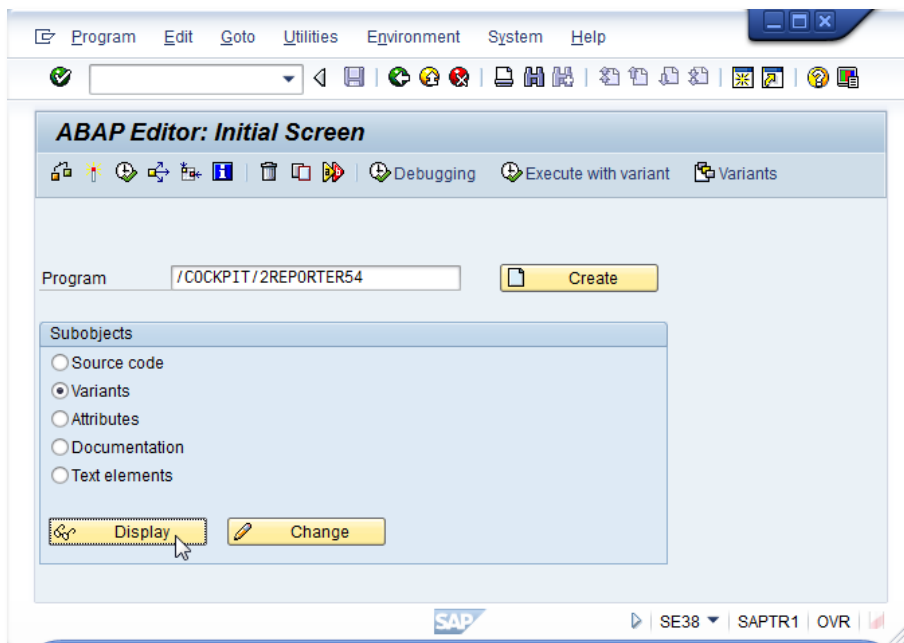 Program Edit Goto Utilities Environment System Help
ABAP Editor: Initial Screen
Debugging Execute with variant Variants
Program /COCKPIT/2REPORTER54 Create
Subobjects
Source code
Variants
Attributes
Documentation
Text elements
Display Change
SAP SE38 SAPTR1 OVR